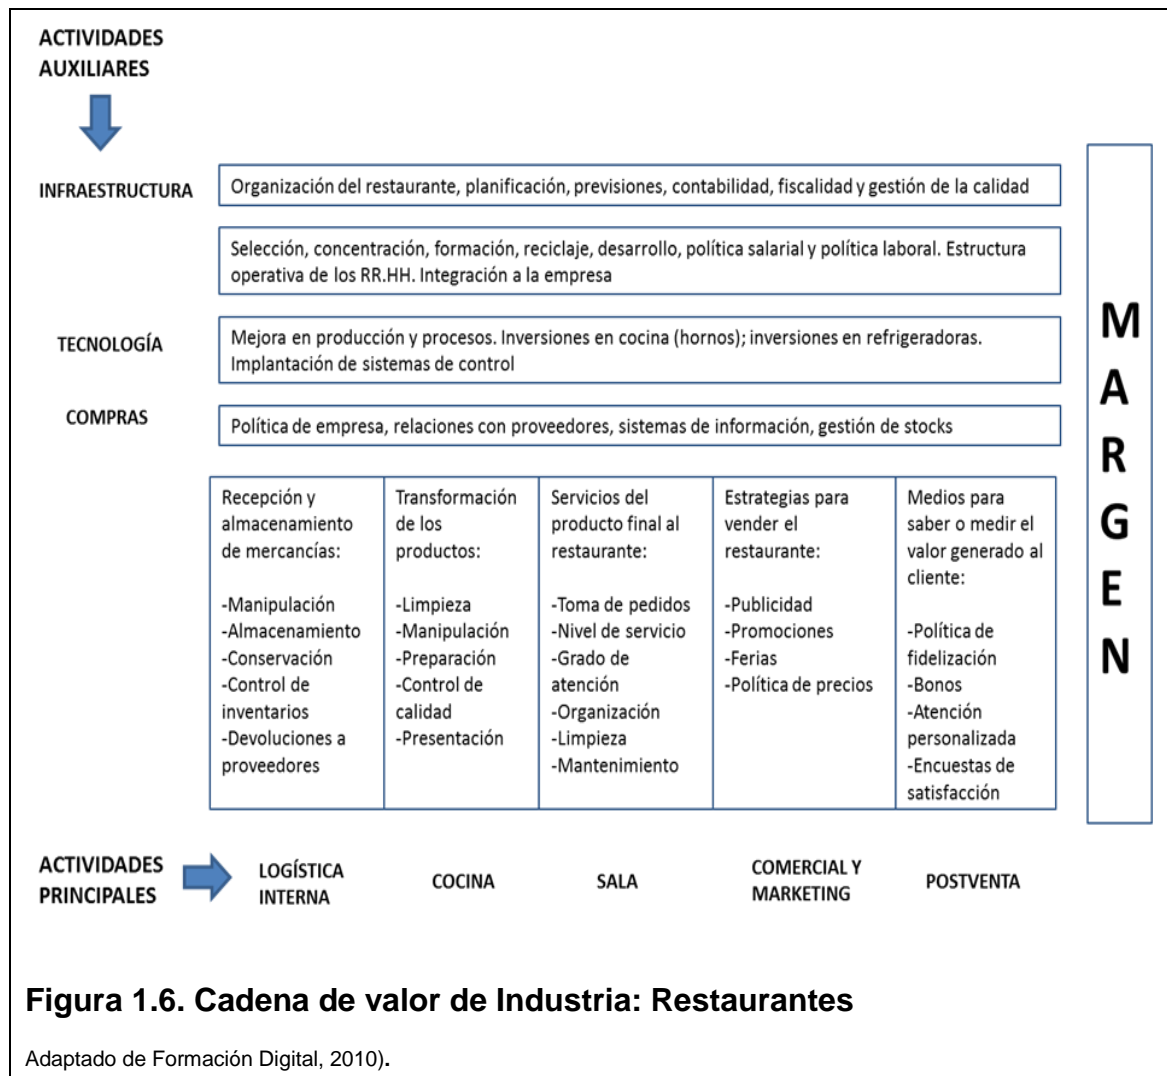 ACTIVIDADES
AUXILIARES
INFRAESTRUCTURA
Organización del restaurante, planificación, previsiones, contabilidad, fiscalidad y gestión de la calidad
Selección, concentración, formación, reciclaje, desarrollo, política salarial y política laboral. Estructura
operativa de los RR.HH. Integración a la empresa
TECNOLOGÍA
Mejora en producción y procesos. Inversiones en cocina (hornos); inversiones en refrigeradoras.
Implantación de sistemas de control
COMPRAS
Política de empresa, relaciones con proveedores, sistemas de información, gestión de stocks
Recepción y
almacenamiento
de mercancías:
-Manipulación
-Almacenamiento
-Conservación
-Control de
inventarios
-Devoluciones a
proveedores
Transformación
de los
productos:
-Limpieza
-Manipulación
-Preparación
-Control de
calidad
-Presentación
Servicios del
producto final al
restaurante:
-Toma de pedidos
-Nivel de servicio
-Grado de
atención
-Organización
-Limpieza
-Mantenimiento
Estrategias para
vender el
restaurante:
-Publicidad
-Promociones
-Ferias
-Política de precios
Medios para
saber o medir el
valor generado al
cliente:
-Política de
fidelización
-Bonos
-Atención
personalizada
-Encuestas de
satisfacción
M
A
R
G
E
N
ACTIVIDADES
PRINCIPALES
LOGÍSTICA
INTERNA
COCINA
SALA
COMERCIAL Y
MARKETING
POSTVENTA
Figura 1.6. Cadena de valor de Industria: Restaurantes
Adaptado de Formación Digital, 2010).